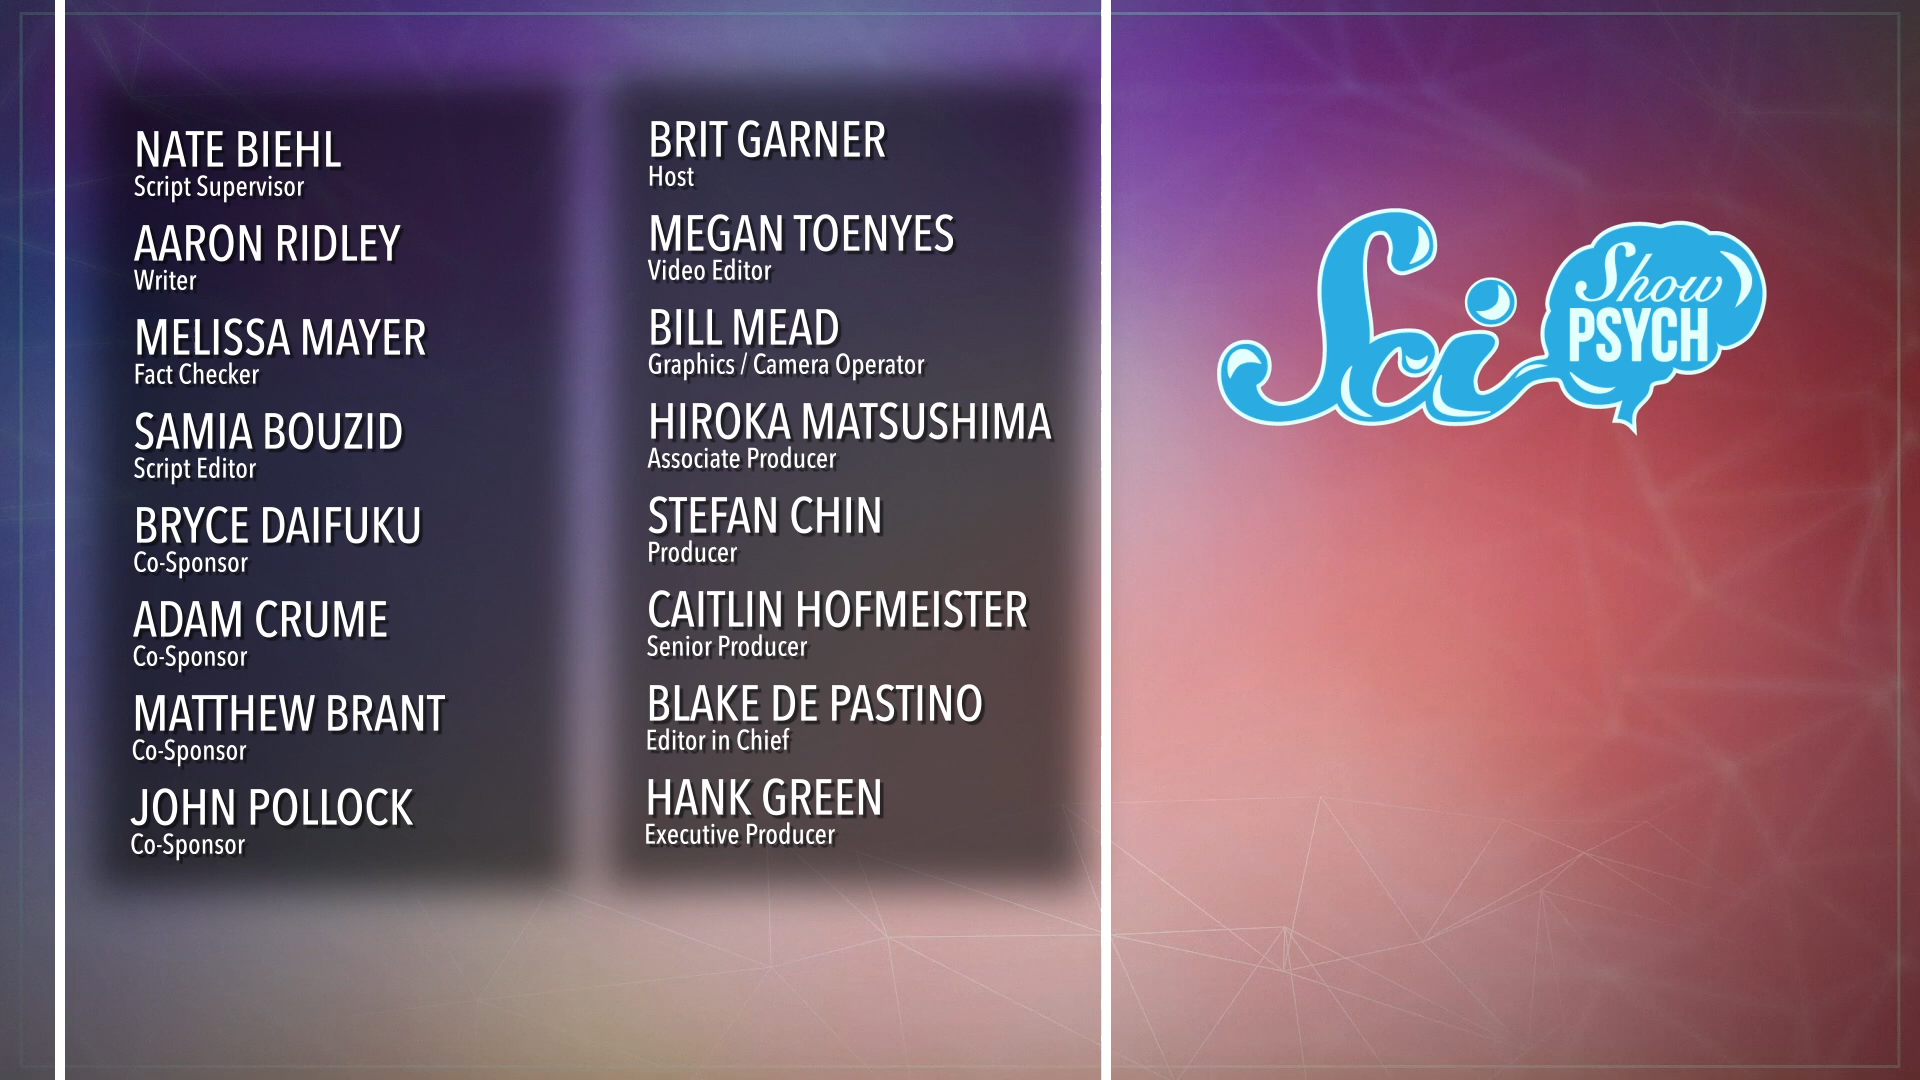 NATE BIEHL
Script Supervisor
AARON RIDLEY
Writer
MELISSA MAYER
Fact Checker
SAMIA BOUZID
Script Editor
BRYCE DAIFUKU
Co-Sponsor
ADAM CRUME
Co-Sponsor
MATTHEW BRANT
Co-Sponsor
JOHN POLLOCK
Co-Sponsor
BRIT GARNER
Host
MEGAN TOENYES
Video Editor
BILL MEAD
Graphics / Camera Operator
HIROKA MATSUSHIMA
Associate Producer
STEFAN CHIN
Producer
CAITLIN HOFMEISTER
Senior Producer
BLAKE DE PASTINO
Editor in Chief
HANK GREEN
Executive Producer
Sci
Show
PSYCH